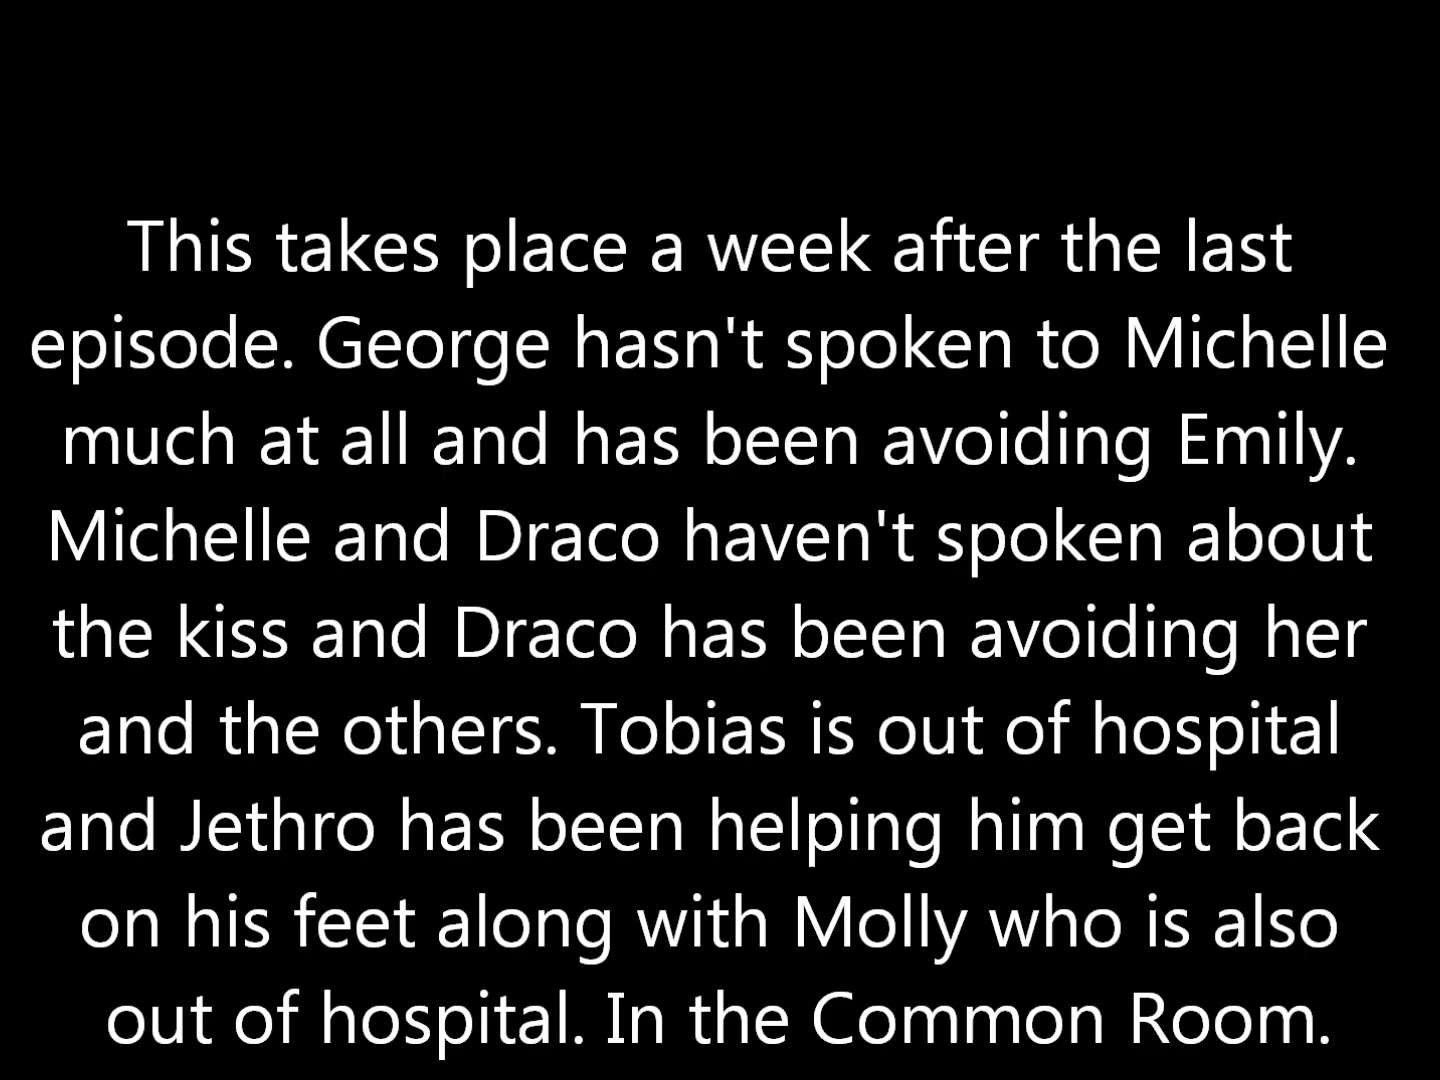 This takes place a week after the last
episode. George hasn't spoken to Michelle
much at all and has been avoiding Emily.
Michelle and Draco haven't spoken about
the kiss and Draco has been avoiding her
and the others. Tobias is out of hospital
and Jethro has been helping him get back
on his feet along with Molly who is also
out of hospital. In the Common Room.